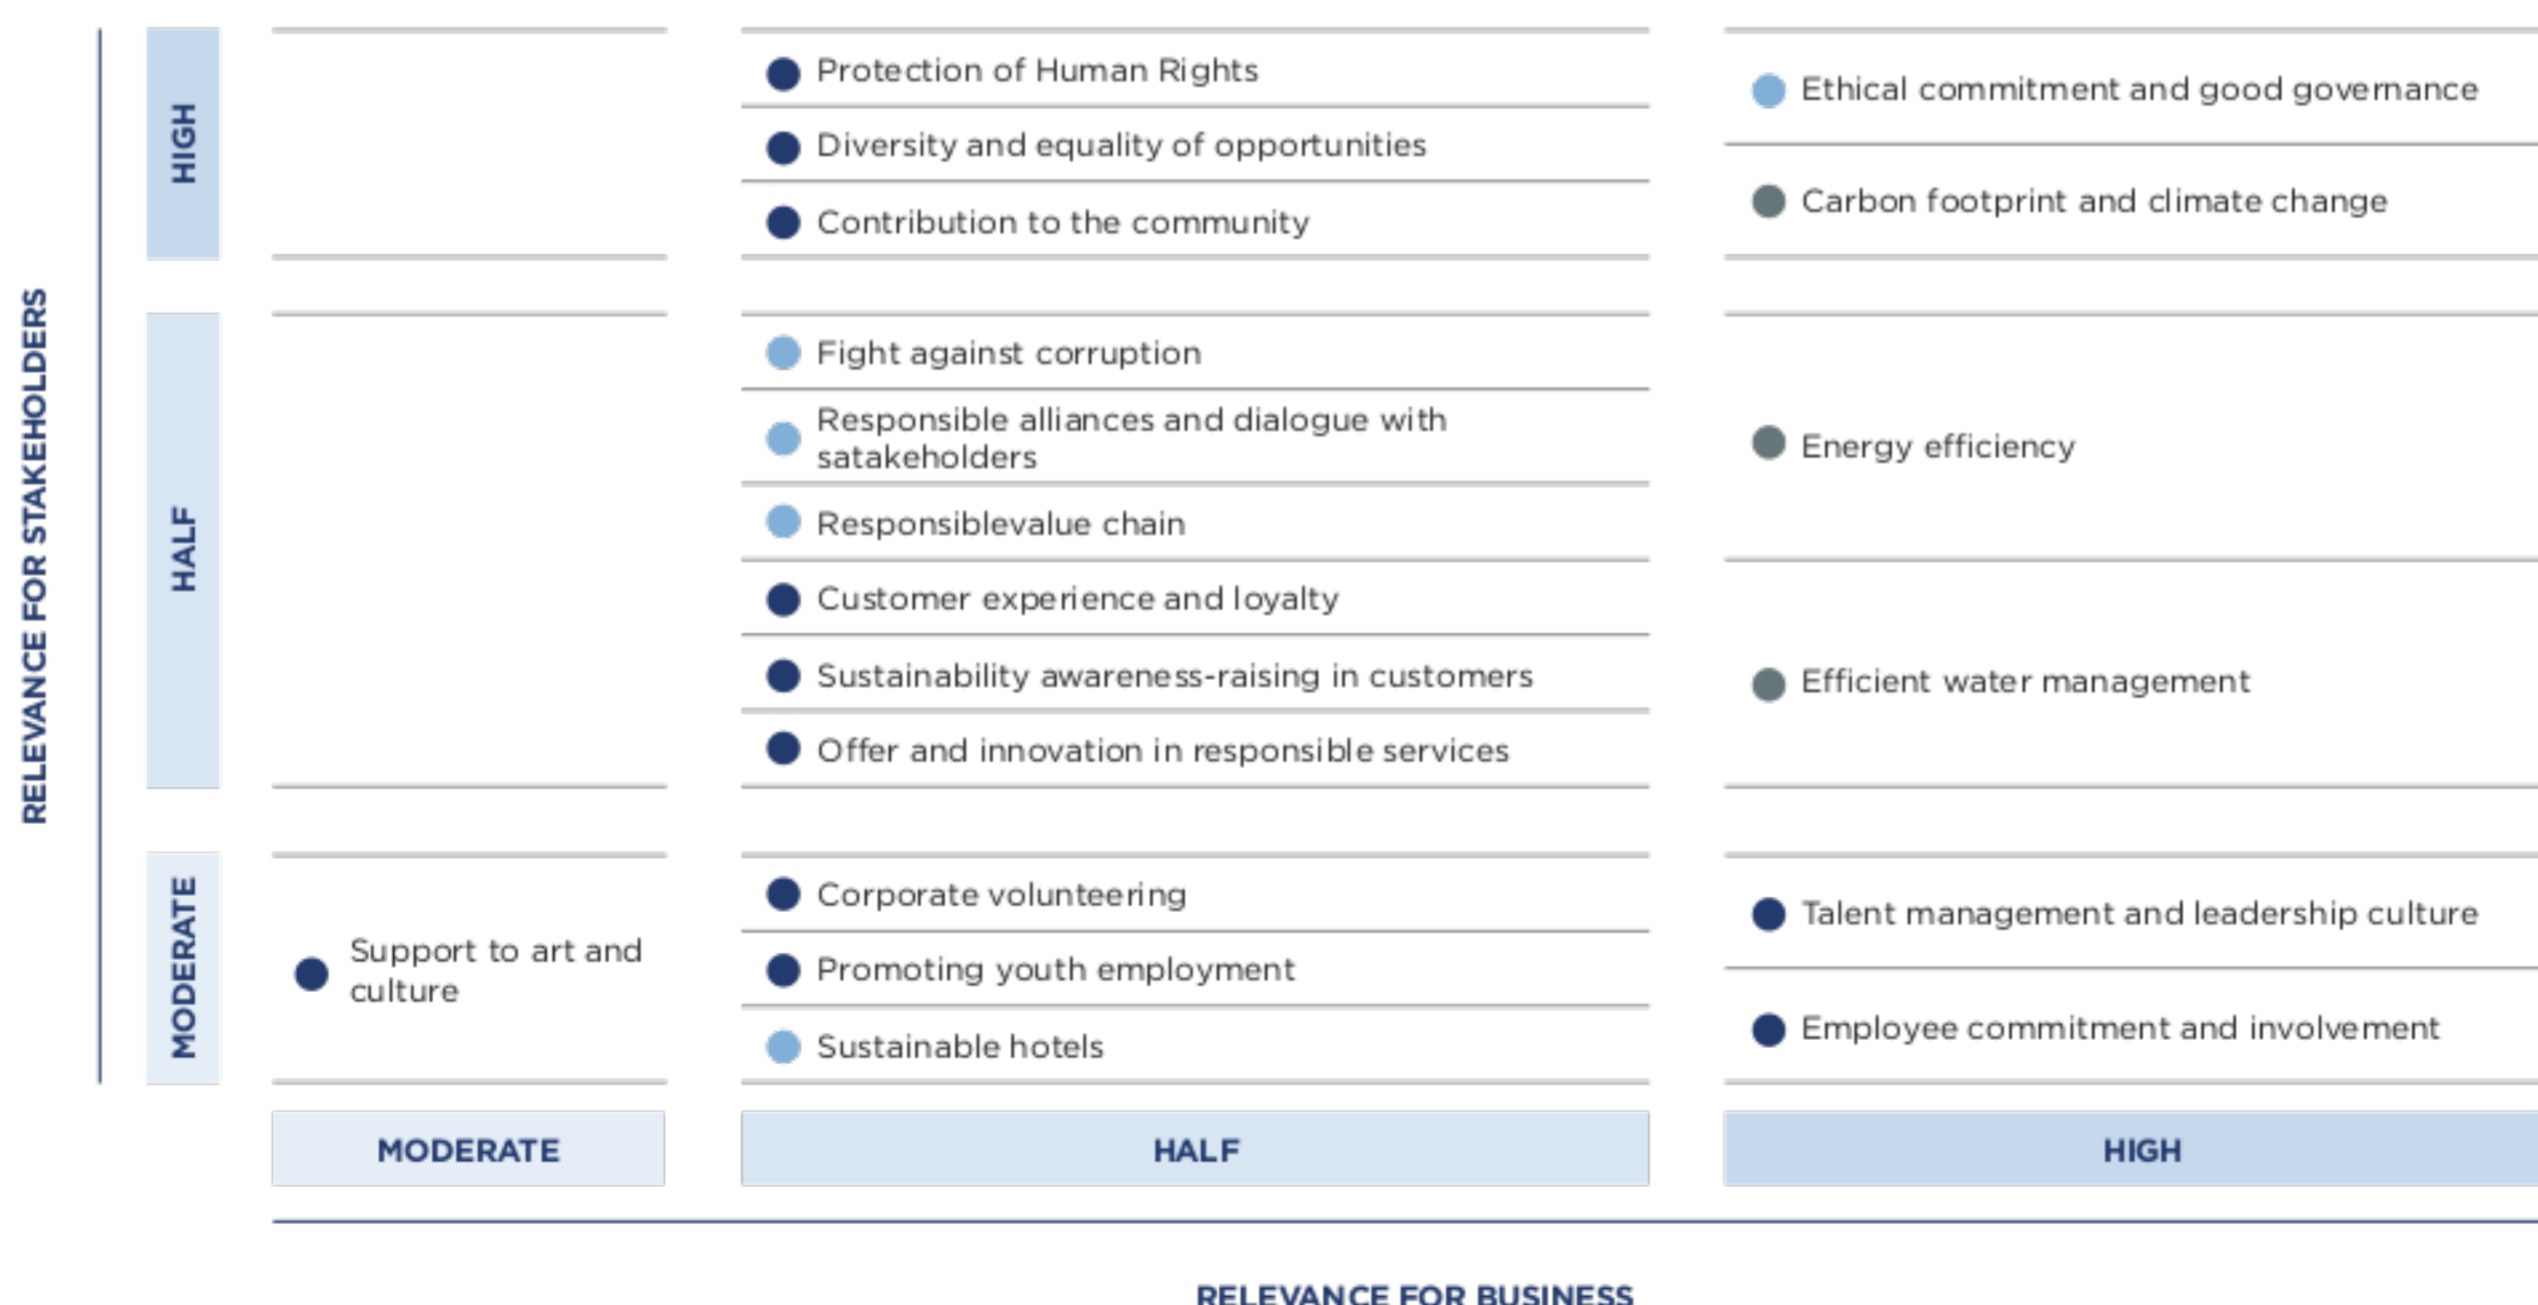 RELEVANCE FOR STAKEHOLDERS
HIGH
Protection of Human Rights
Diversity and equality of opportunities
Contribution to the community
Ethical commitment and good governance
Carbon footprint and climate change
HALF
Fight against corruption
Responsible alliances and dialogue with
satakeholders
Responsiblevalue chain
Customer experience and loyalty
Sustainability awareness-raising in customers
Offer and innovation in responsible services
Energy efficiency
Efficient water management
MODERATE
Support to art and
culture
Corporate volunteering
Promoting youth employment
Sustainable hotels
Talent management and leadership culture
Employee commitment and involvement
MODERATE
HALF
HIGH
RELEVANCE FOR BUSINESS